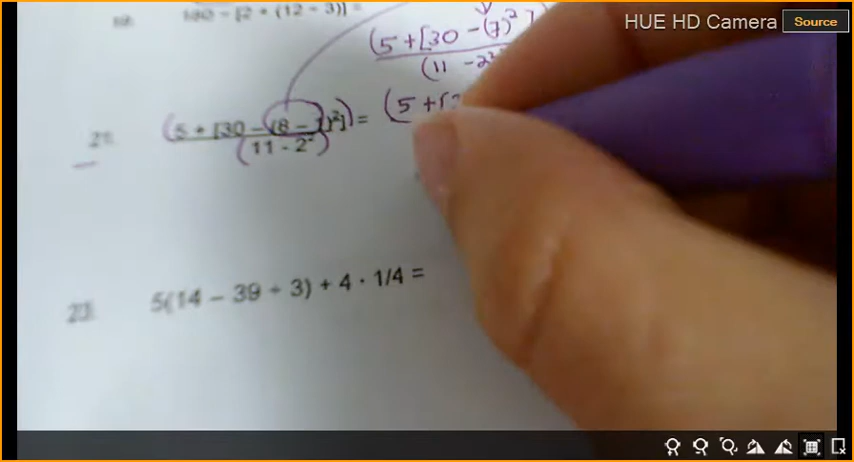 HUE HD Camera Source
- [2 + (12 - 3)] =
(5 + [30 - (7)²]
(11 - 2²
21. (5 + [30 - (8 - 1)²]) = (5 + [
(11 - 2²)
23. 5(14 - 39 ÷ 3) + 4 · 1/4 =